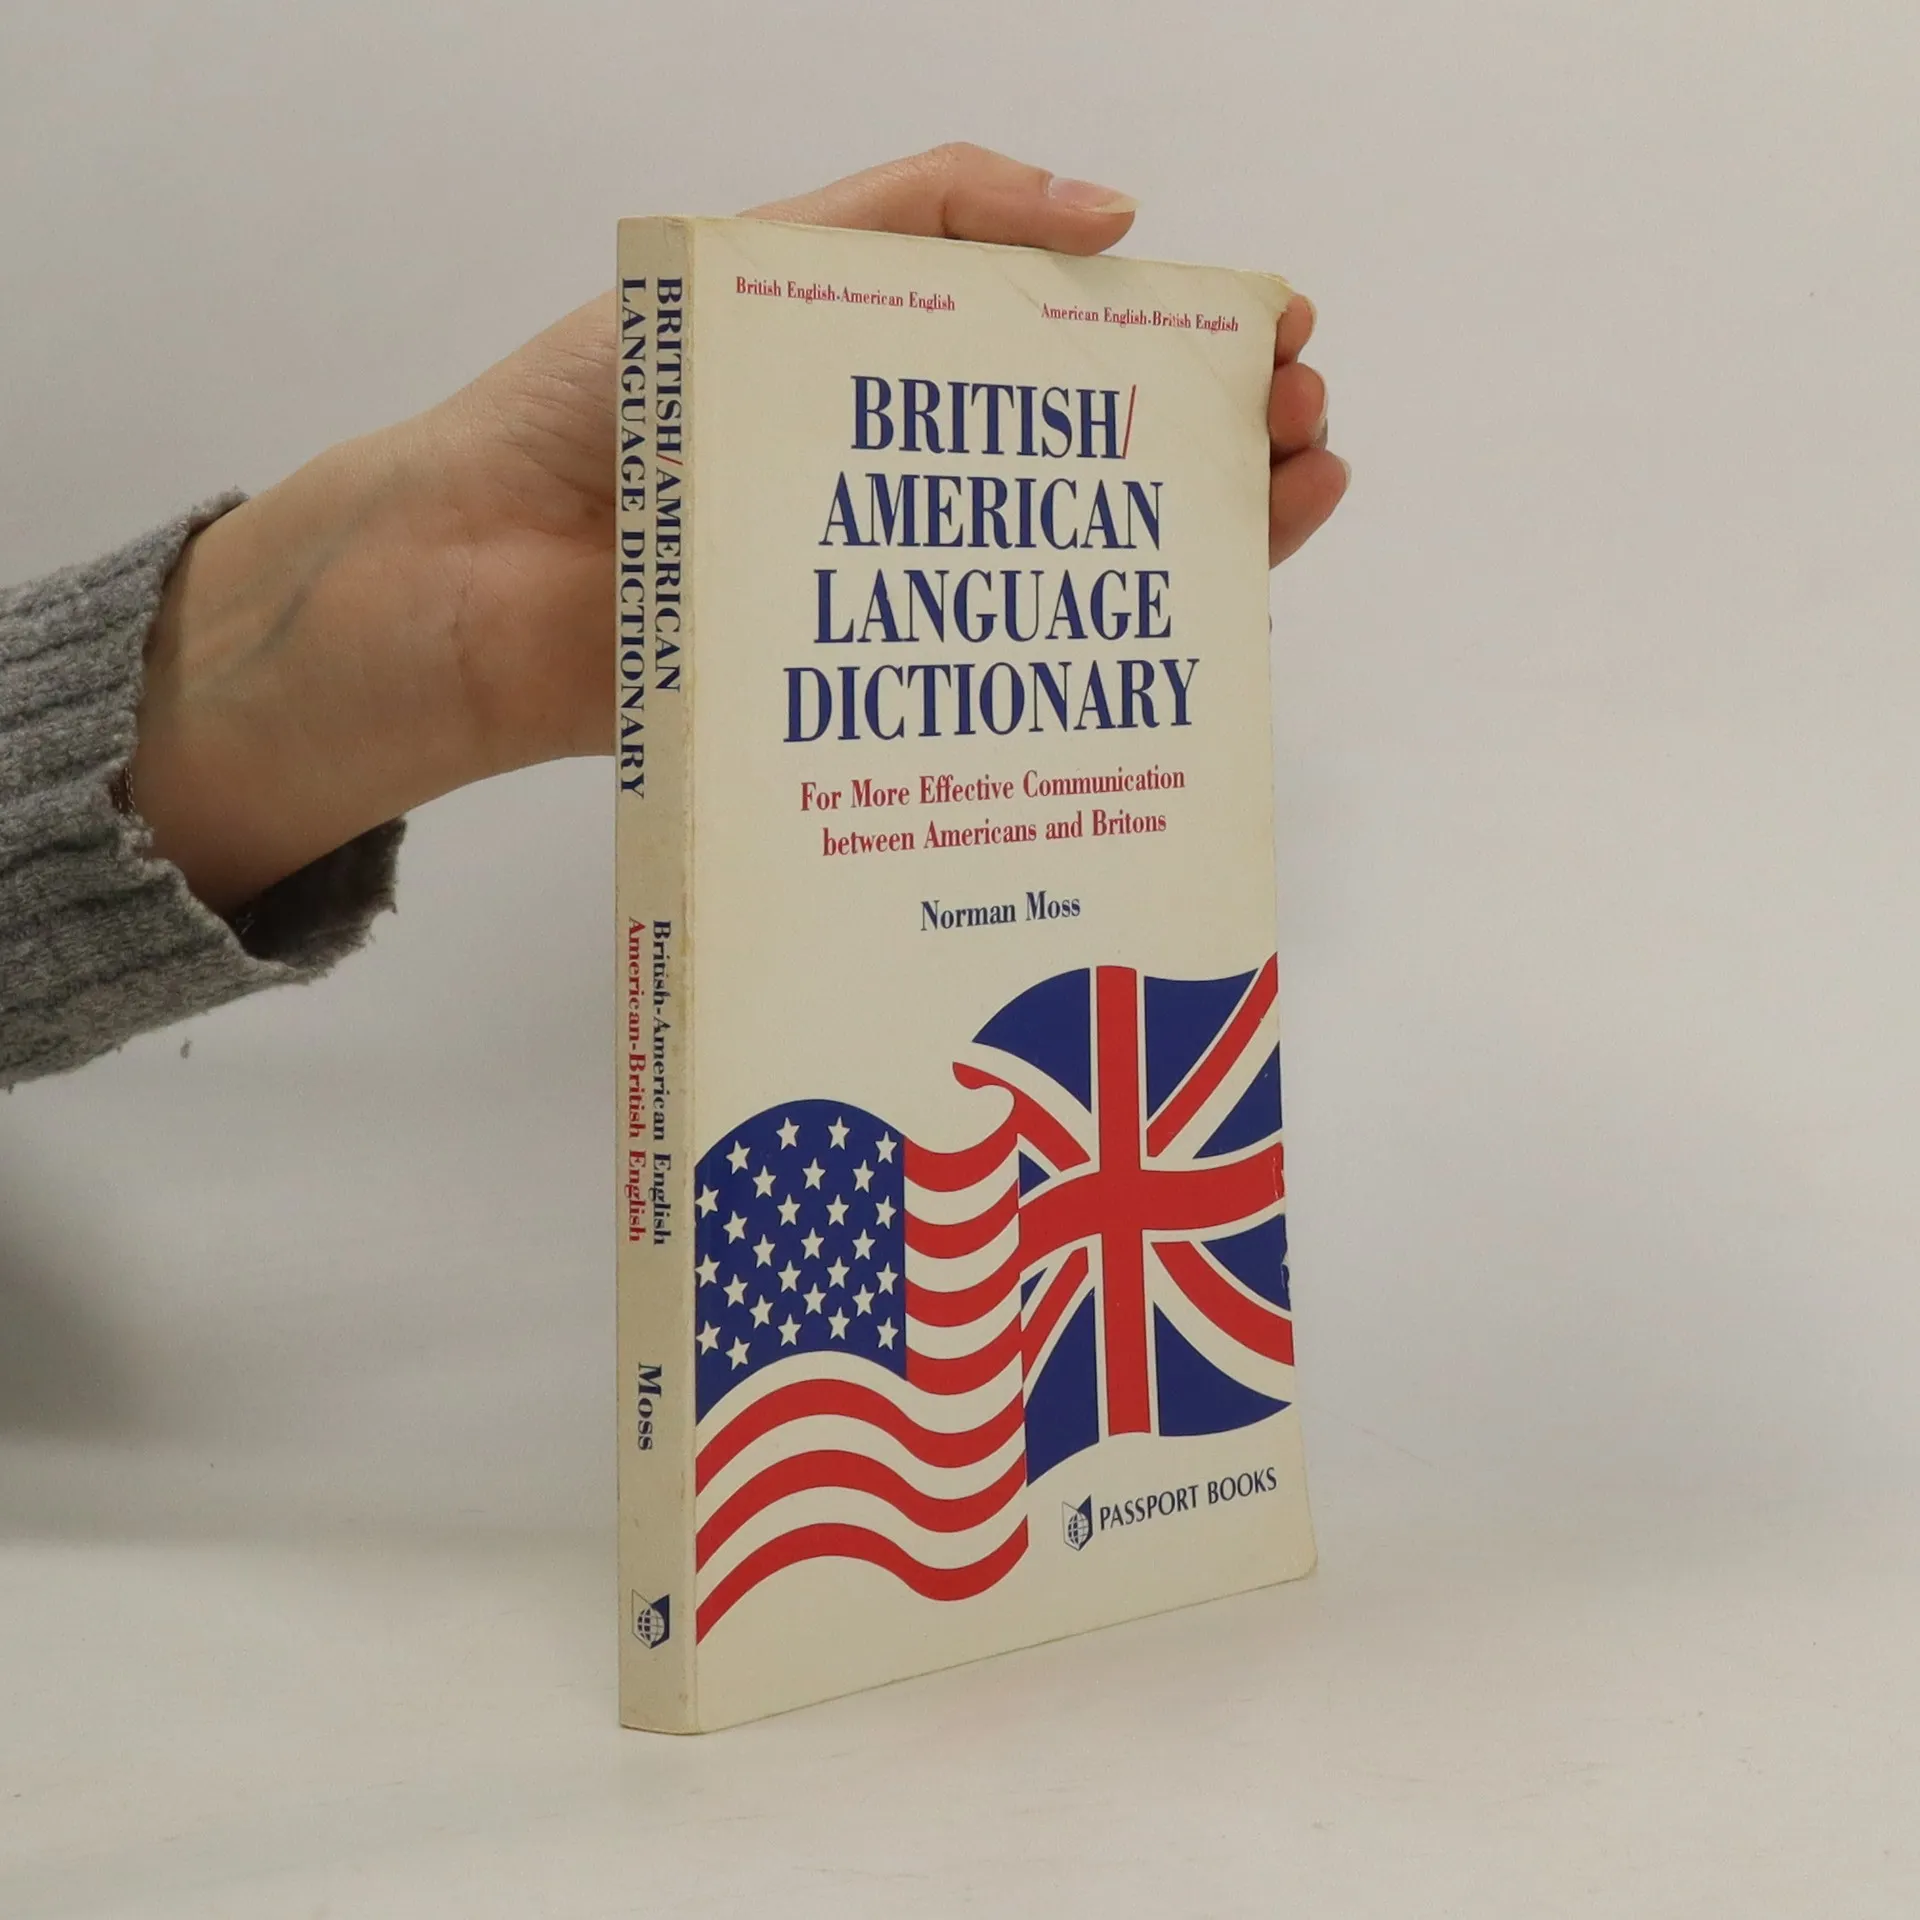 BRITISH/AMERICAN
LANGUAGE DICTIONARY
British-American English
American-British English
Moss
British English-American English
American English-British English
BRITISH/
AMERICAN
LANGUAGE
DICTIONARY
For More Effective Communication
between Americans and Britons
Norman Moss
PASSPORT BOOKS